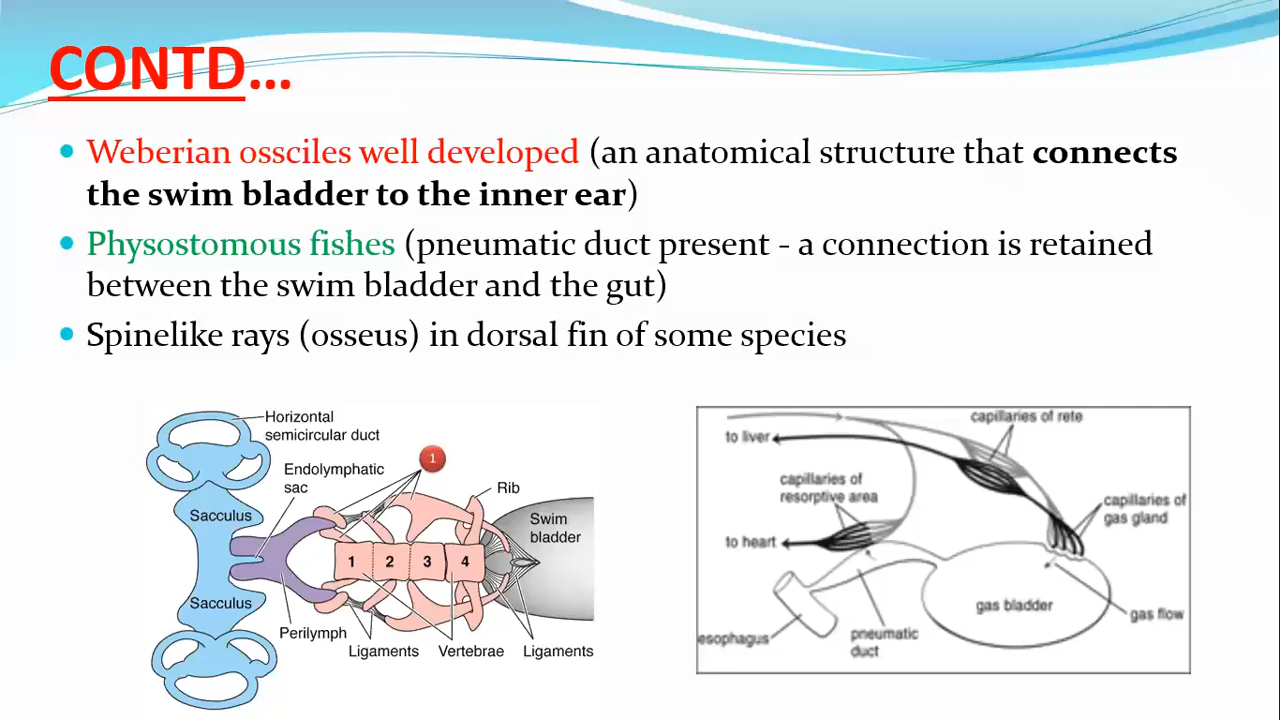 CONTD…
• Weberian ossciles well developed (an anatomical structure that connects
the swim bladder to the inner ear)
• Physostomous fishes (pneumatic duct present - a connection is retained
between the swim bladder and the gut)
• Spinelike rays (osseus) in dorsal fin of some species
Horizontal
semicircular duct
Endolymphatic
sac
1
Rib
Sacculus
Swim
bladder
1 2 3 4
Sacculus
Perilymph
Ligaments
Vertebrae
Ligaments
capillaries of rete
to liver
capillaries of
resorptive area
capillaries of
gas gland
to heart
gas bladder
gas flow
esophagus
pneumatic
duct